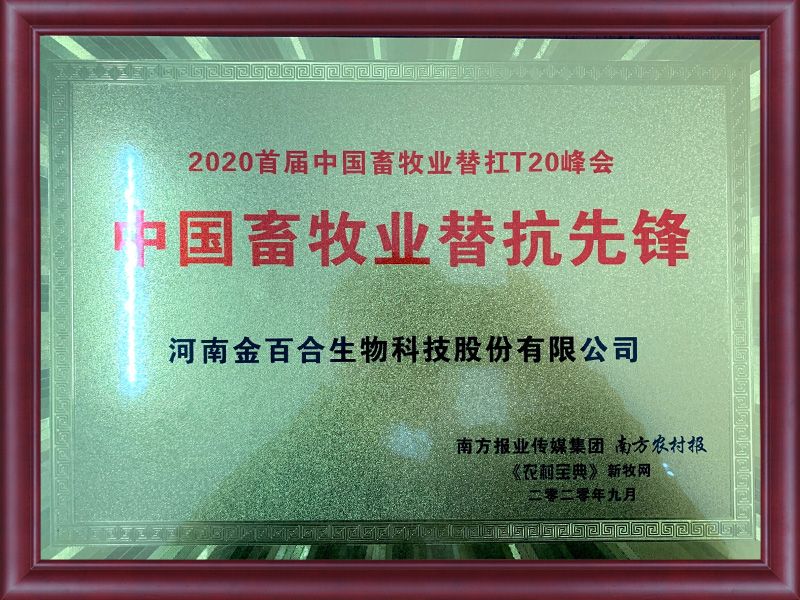 2020首届中国畜牧业替扛T20峰会
中国畜牧业替抗先锋
河南金百合生物科技股份有限公司
南方报业传媒集团 南方农村报
《农村宝典》新牧网
二零二零年九月